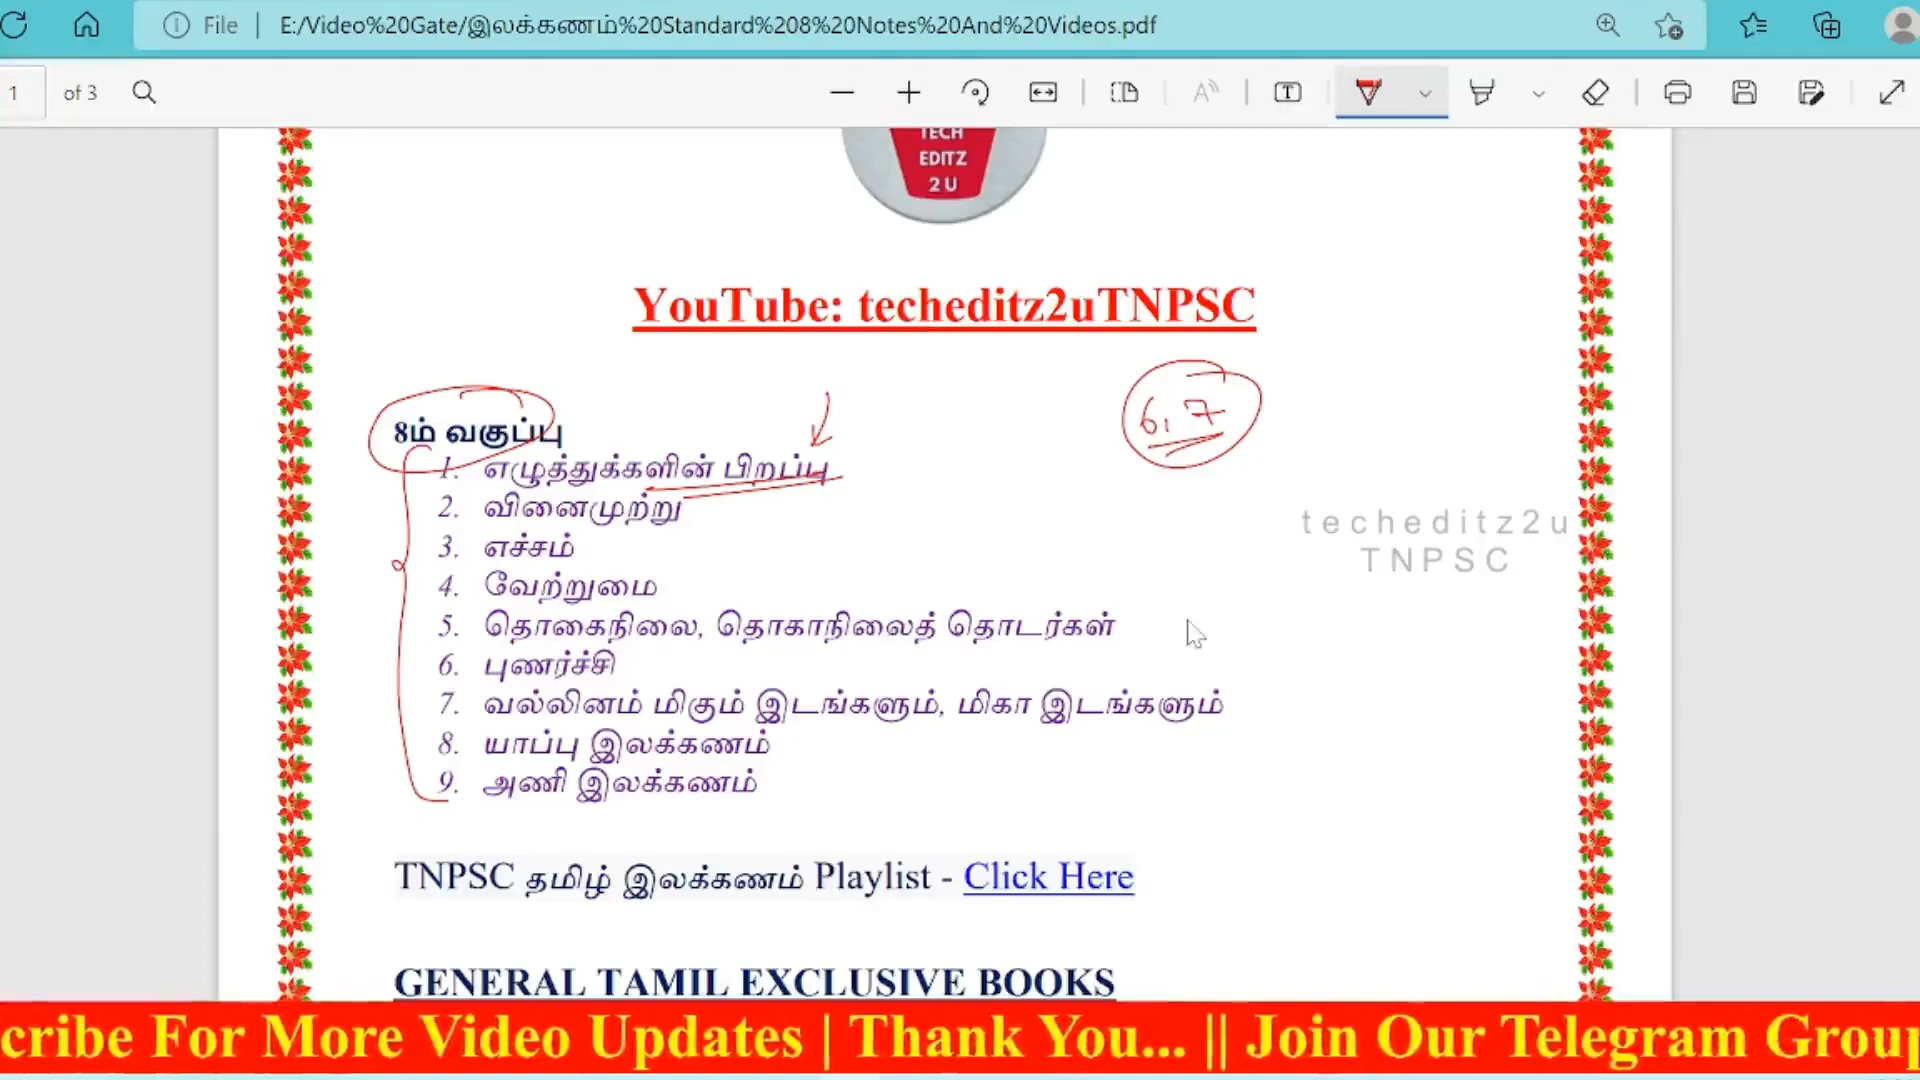 File | E:/Video%20Gate/இலக்கணம்%20Standard%208%20Notes%20And%20Videos.pdf
1 of 3
TECH
EDITZ
2 U
YouTube: techeditz2uTNPSC
6, 7
8ம் வகுப்பு
1. எழுத்துக்களின் பிறப்பு
2. வினைமுற்று
3. எச்சம்
4. வேற்றுமை
5. தொகைநிலை, தொகாநிலைத் தொடர்கள்
6. புணர்ச்சி
7. வல்லினம் மிகும் இடங்களும், மிகா இடங்களும்
8. யாப்பு இலக்கணம்
9. அணி இலக்கணம்
techeditz2u
TNPSC
TNPSC தமிழ் இலக்கணம் Playlist - Click Here
GENERAL TAMIL EXCLUSIVE BOOKS
cribe For More Video Updates | Thank You... || Join Our Telegram Group